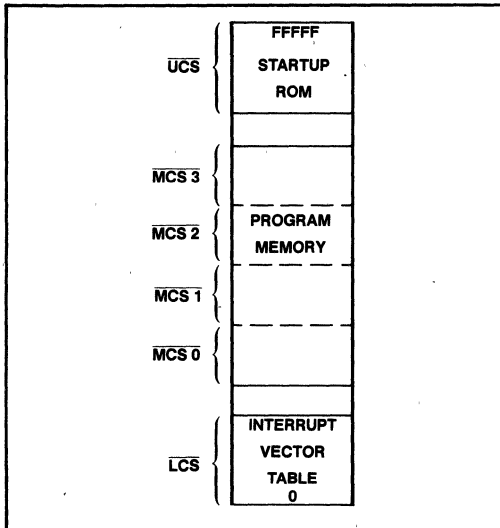 FFFFF
UCS
STARTUP
ROM
MCS 3
MCS 2
PROGRAM
MEMORY
MCS 1
MCS 0
INTERRUPT
VECTOR
LCS
TABLE
0